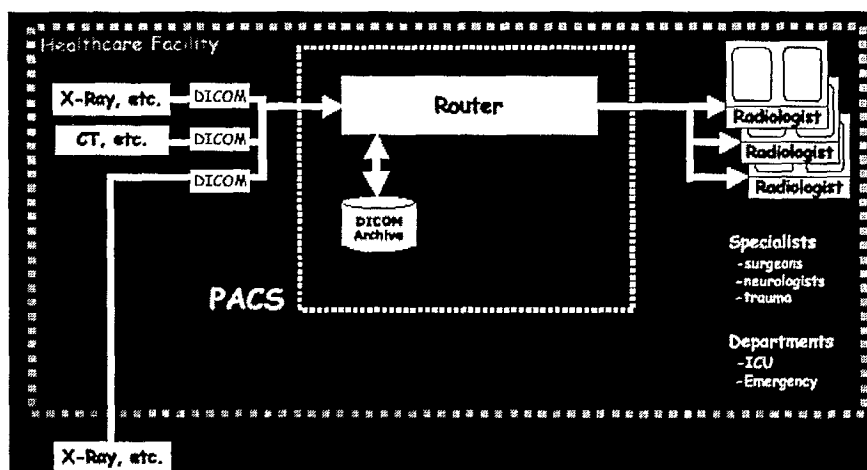 Healthcare Facility
X-Ray, etc.
DICOM
CT, etc.
DICOM
DICOM
Router
DICOM
Archive
PACS
Radiologist
Radiologist
Radiologist
Specialists
-surgeons
-neurologists
-trauma
Departments
-ICU
-Emergency
X-Ray, etc.